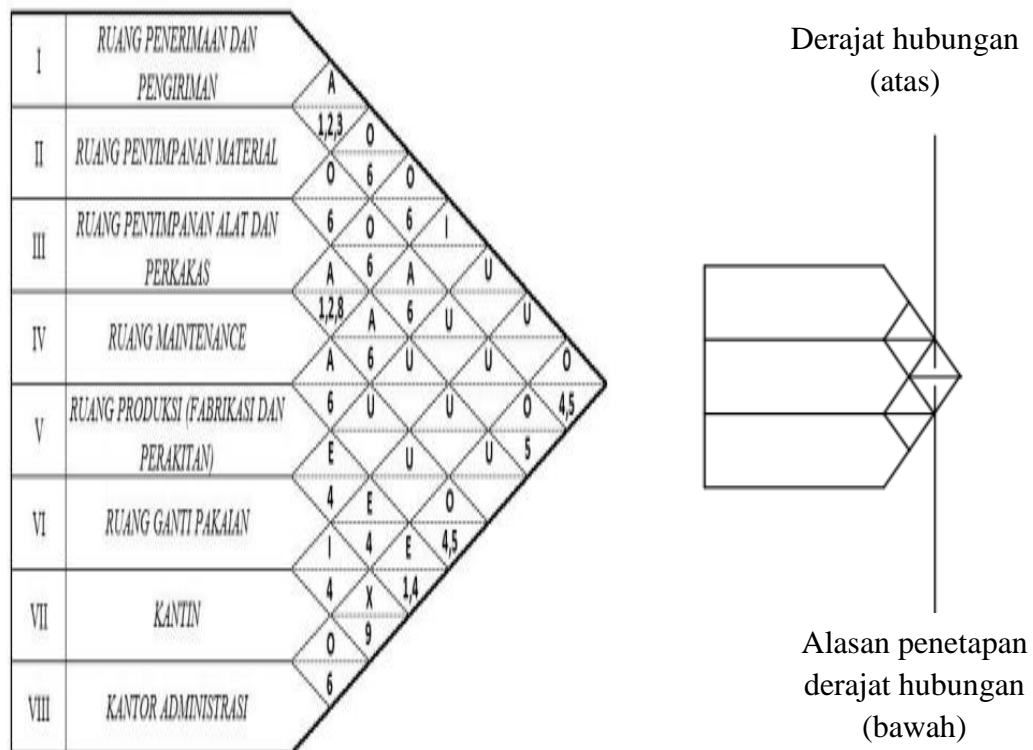 RUANG PENERIMAAN DAN
I
PENGIRIMAN
A
1,2,3 O
II RUANG PENYIMPANAN MATERIAL
O 6 O
6 O 6 I
RUANG PENYIMPANAN ALAT DAN
III
PERKAKAS
A 6 A U
1,2,8 A 6 U U
IV RUANG MAINTENANCE
A 6 U U O
6 U U O 4,5
RUANG PRODUKSI (FABRIKASI DAN
V
PERAKITAN)
E U U 5
4 E O
VI RUANG GANTI PAKAIAN
I 4 E 4,5
4 X 1,4
VII KANTIN
O 9
6
VIII KANTOR ADMINISTRASI
Derajat hubungan
(atas)
Alasan penetapan
derajat hubungan
(bawah)